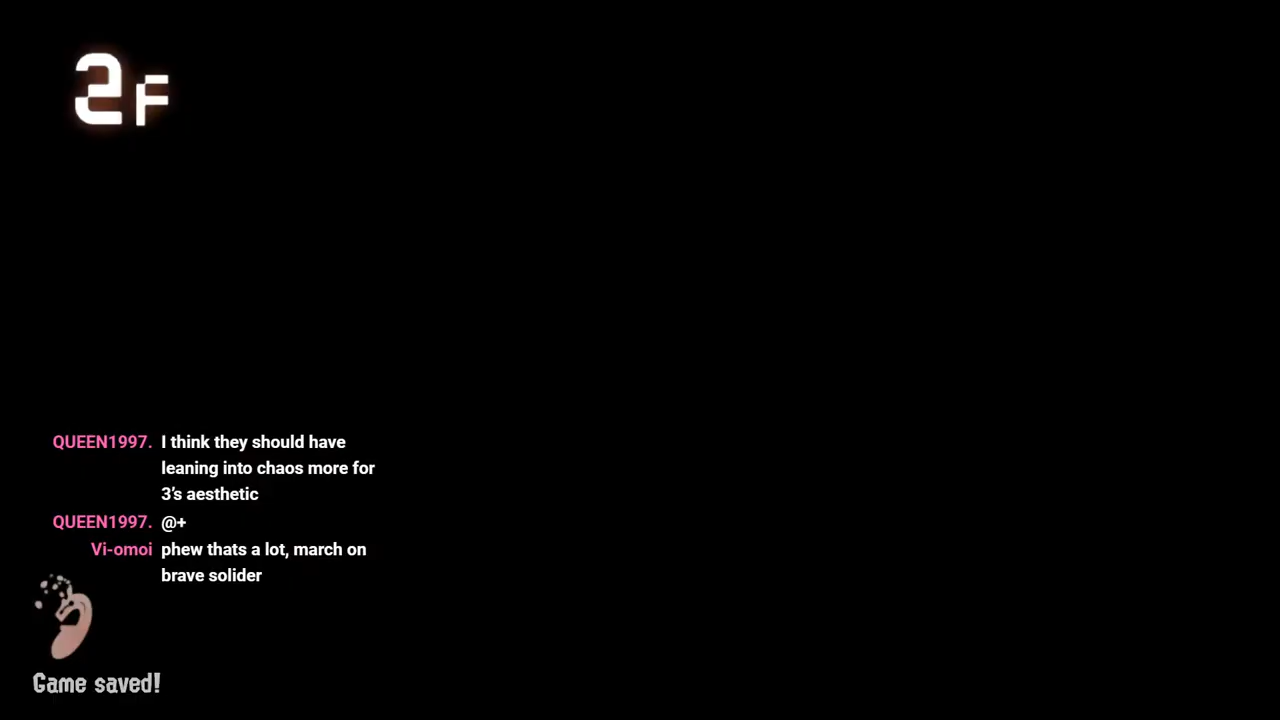 2F
QUEEN1997. I think they should have
leaning into chaos more for
3's aesthetic
QUEEN1997. @+
Vi-omoi phew thats a lot, march on
brave solider
Game saved!